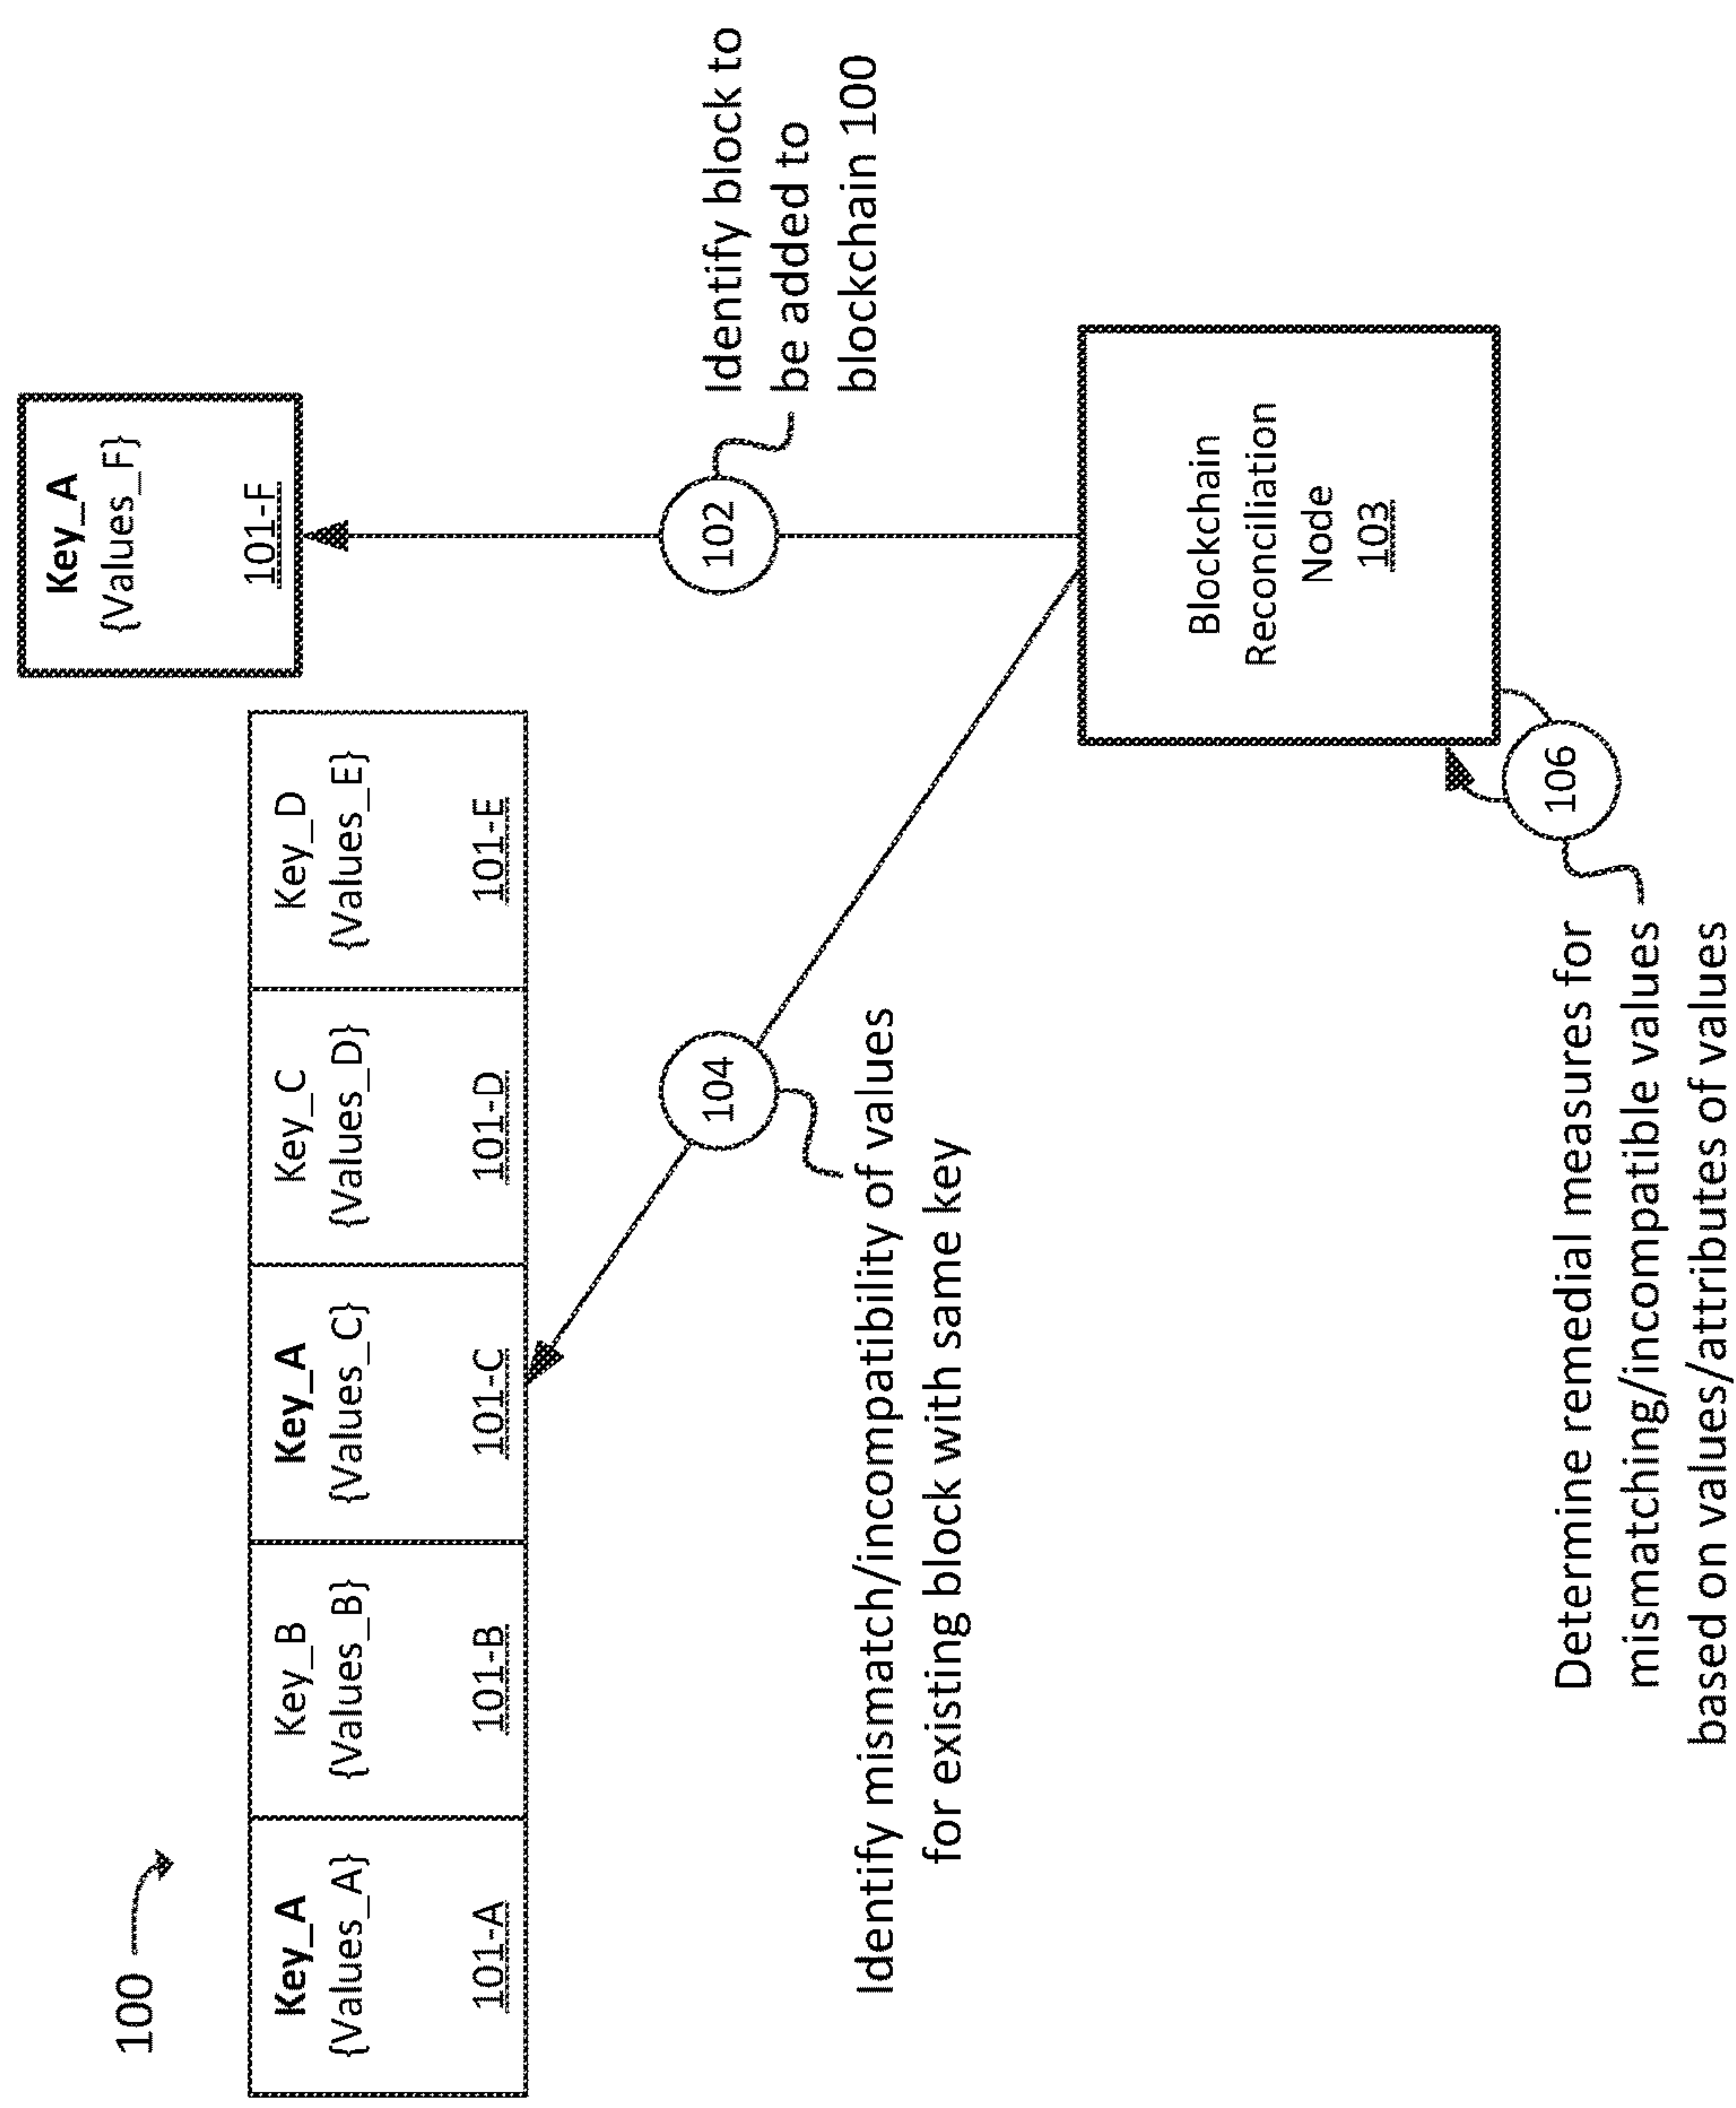 100
Key_A
{Values_A}
101-A
Key_B
{Values_B}
101-B
Key_A
{Values_C}
101-C
Key_C
{Values_D}
101-D
Key_D
{Values_E}
101-E
Key_A
{Values_F}
101-F
102
Identify block to
be added to
blockchain 100
104
Identify mismatch/incompatibility of values
for existing block with same key
Blockchain
Reconciliation
Node
103
106
Determine remedial measures for
mismatching/incompatible values
based on values/attributes of values